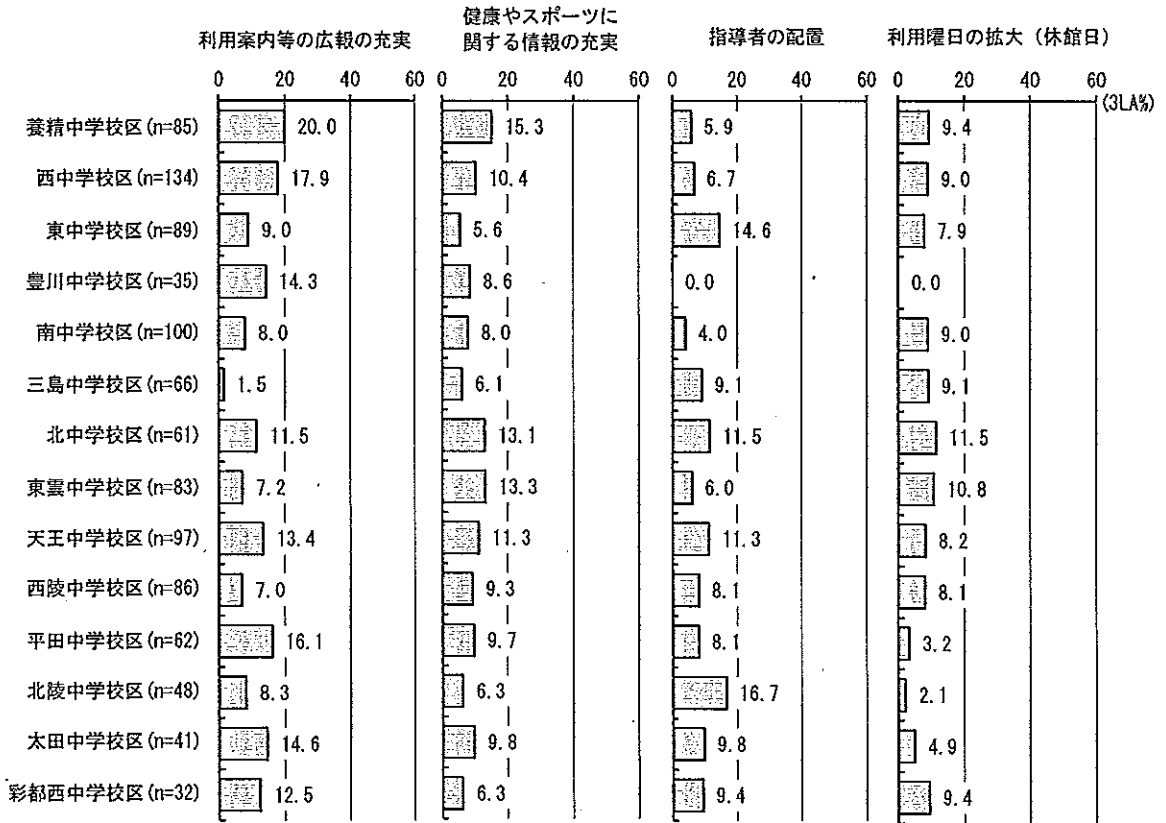 利用案内等の広報の充実
健康やスポーツに
関する情報の充実
指導者の配置
利用曜日の拡大（休館日）
0 20 40 60 0 20 40 60 0 20 40 60 0 20 40 60
(3LA%)
養精中学校区(n=85) 20.0 15.3 5.9 9.4
西中学校区(n=134) 17.9 10.4 6.7 9.0
東中学校区(n=89) 9.0 5.6 14.6 7.9
豊川中学校区(n=35) 14.3 8.6 0.0 0.0
南中学校区(n=100) 8.0 8.0 4.0 9.0
三島中学校区(n=66) 1.5 6.1 9.1 9.1
北中学校区(n=61) 11.5 13.1 11.5 11.5
東雲中学校区(n=83) 7.2 13.3 6.0 10.8
天王中学校区(n=97) 13.4 11.3 11.3 8.2
西陵中学校区(n=86) 7.0 9.3 8.1 8.1
平田中学校区(n=62) 16.1 9.7 8.1 3.2
北陵中学校区(n=48) 8.3 6.3 16.7 2.1
太田中学校区(n=41) 14.6 9.8 9.8 4.9
彩都西中学校区(n=32) 12.5 6.3 9.4 9.4